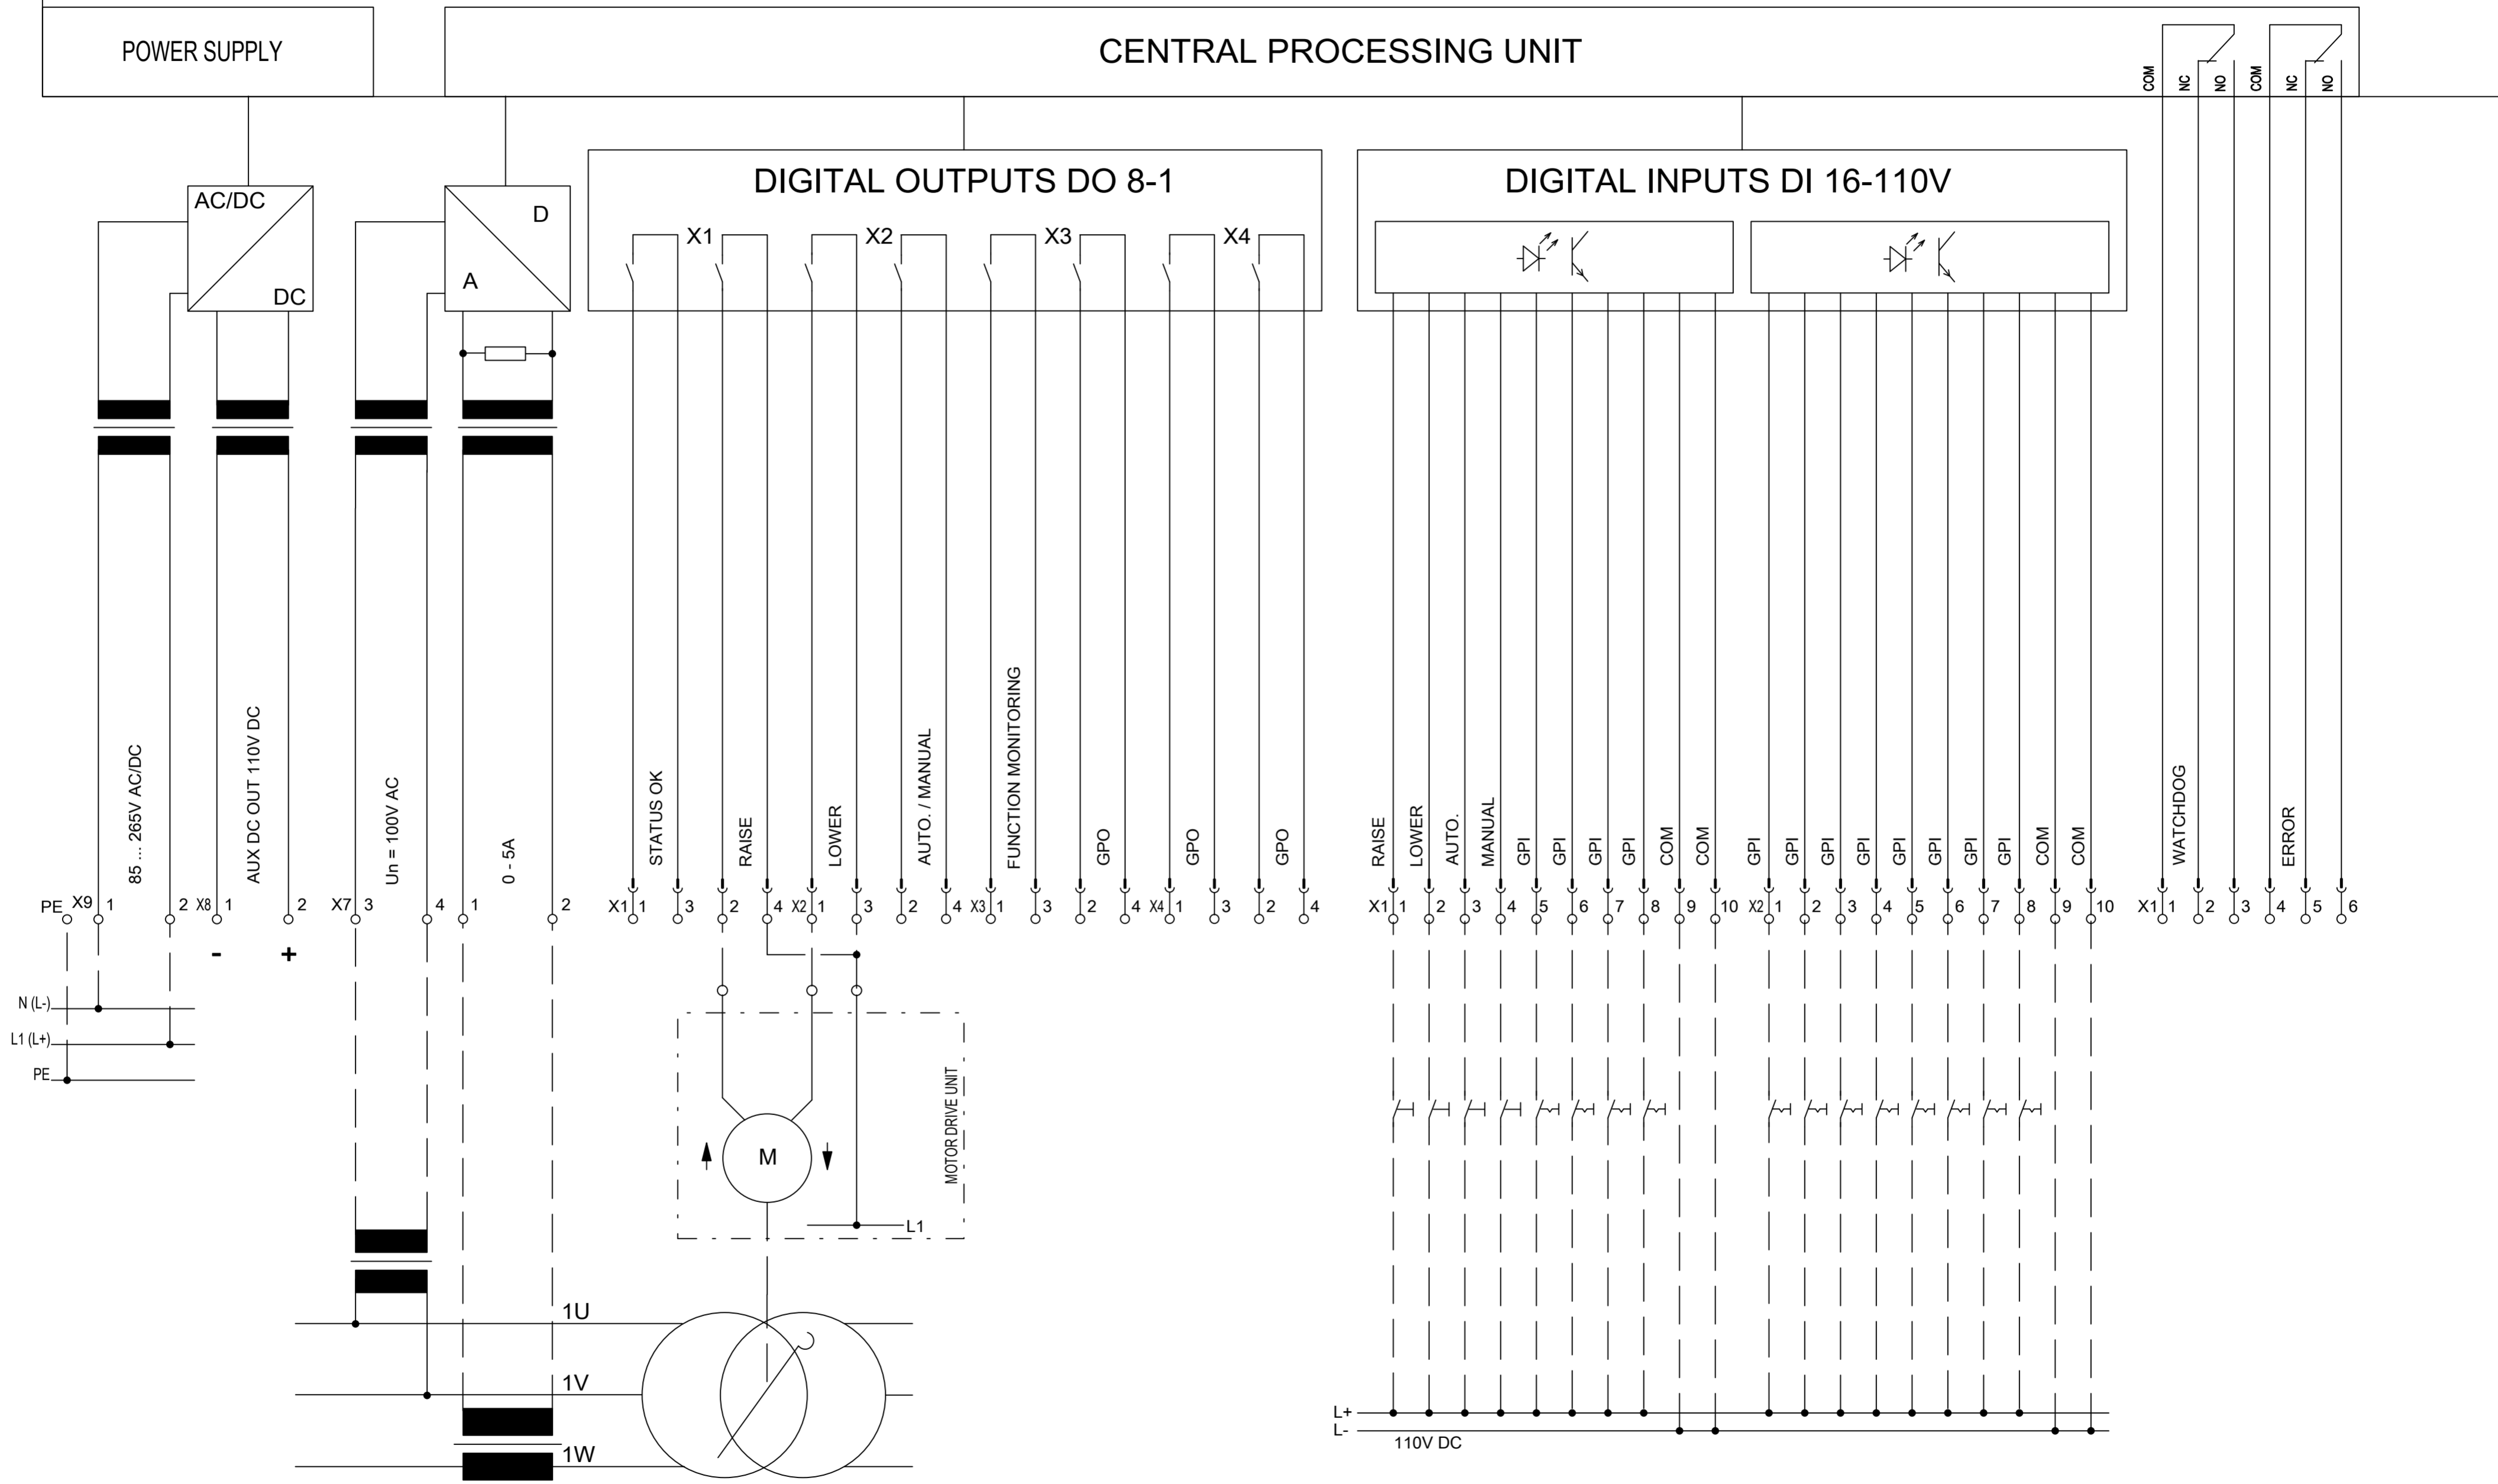 POWER SUPPLY
CENTRAL PROCESSING UNIT
COM NC NO COM NC NO
DIGITAL OUTPUTS DO 8-1
DIGITAL INPUTS DI 16-110V
AC/DC
DC
D
A
X1 X2 X3 X4
85 ... 265V AC/DC
AUX DC OUT 110V DC
Un = 100V AC
0 - 5A
STATUS OK
RAISE
LOWER
AUTO. / MANUAL
FUNCTION MONITORING
GPO
GPO
GPO
RAISE
LOWER
AUTO.
MANUAL
GPI
GPI
GPI
GPI
COM
COM
GPI
GPI
GPI
GPI
GPI
GPI
GPI
GPI
COM
COM
WATCHDOG
ERROR
PE X9 1 2 X8 1 2 X7 3 4 1 2 X1 1 3 2 4 X2 1 3 2 4 X3 1 3 2 4 X4 1 3 2 4 X1 1 2 3 4 5 6 7 8 9 10 X2 1 2 3 4 5 6 7 8 9 10 X1 1 2 3 4 5 6
- +
N (L-)
L1 (L+)
PE
MOTOR DRIVE UNIT
M
L1
1U
1V
1W
L+
L-
110V DC